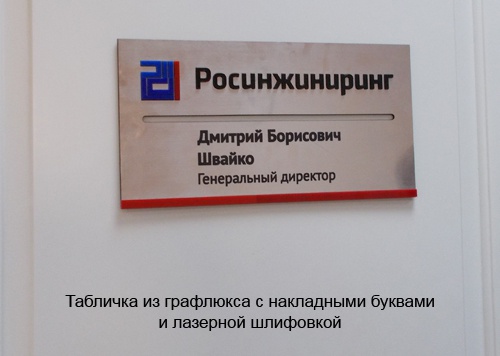 Росинжиниринг
Дмитрий Борисович
Швайко
Генеральный директор
Табличка из графлюкса с накладными буквами
и лазерной шлифовкой